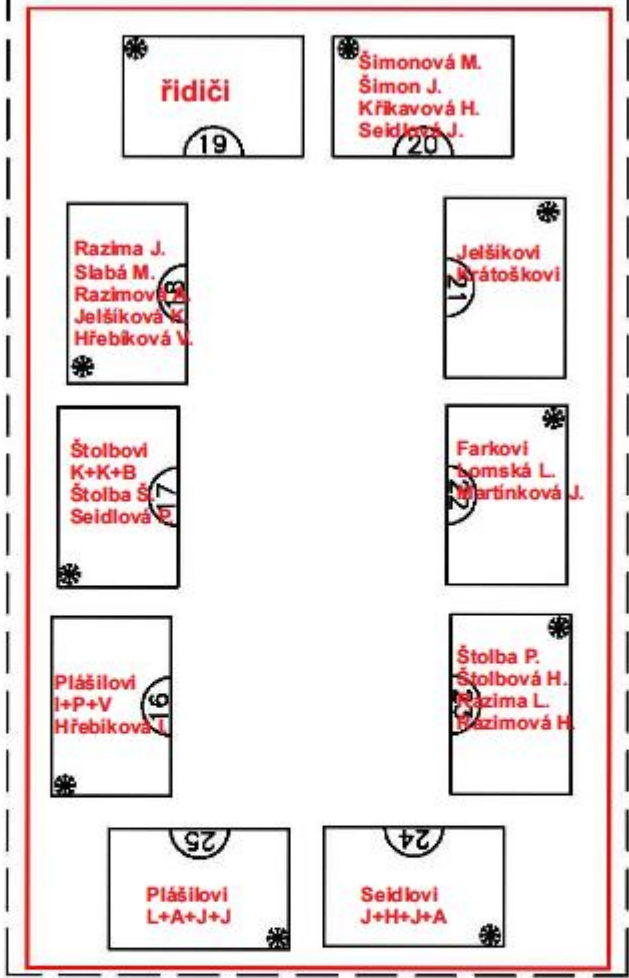 řidiči
19
Šimonová M.
Šimon J.
Křikavová H.
Seidlová J.
20
Razima J.
Slabá M.
Razimová A.
Jelšíková K.
Hřebíková V.
18
Jelšíkovi
Krátoškovi
21
Štolbovi
K+K+B
Štolba Š.
Seidlová P.
17
Farkovi
Lomská L.
Martínková J.
22
Plášilovi
I+P+V
Hřebíková I.
16
Štolba P.
Štolbová H.
Razima L.
Razimová H.
23
25
Plášilovi
L+A+J+J
24
Seidlovi
J+H+J+A